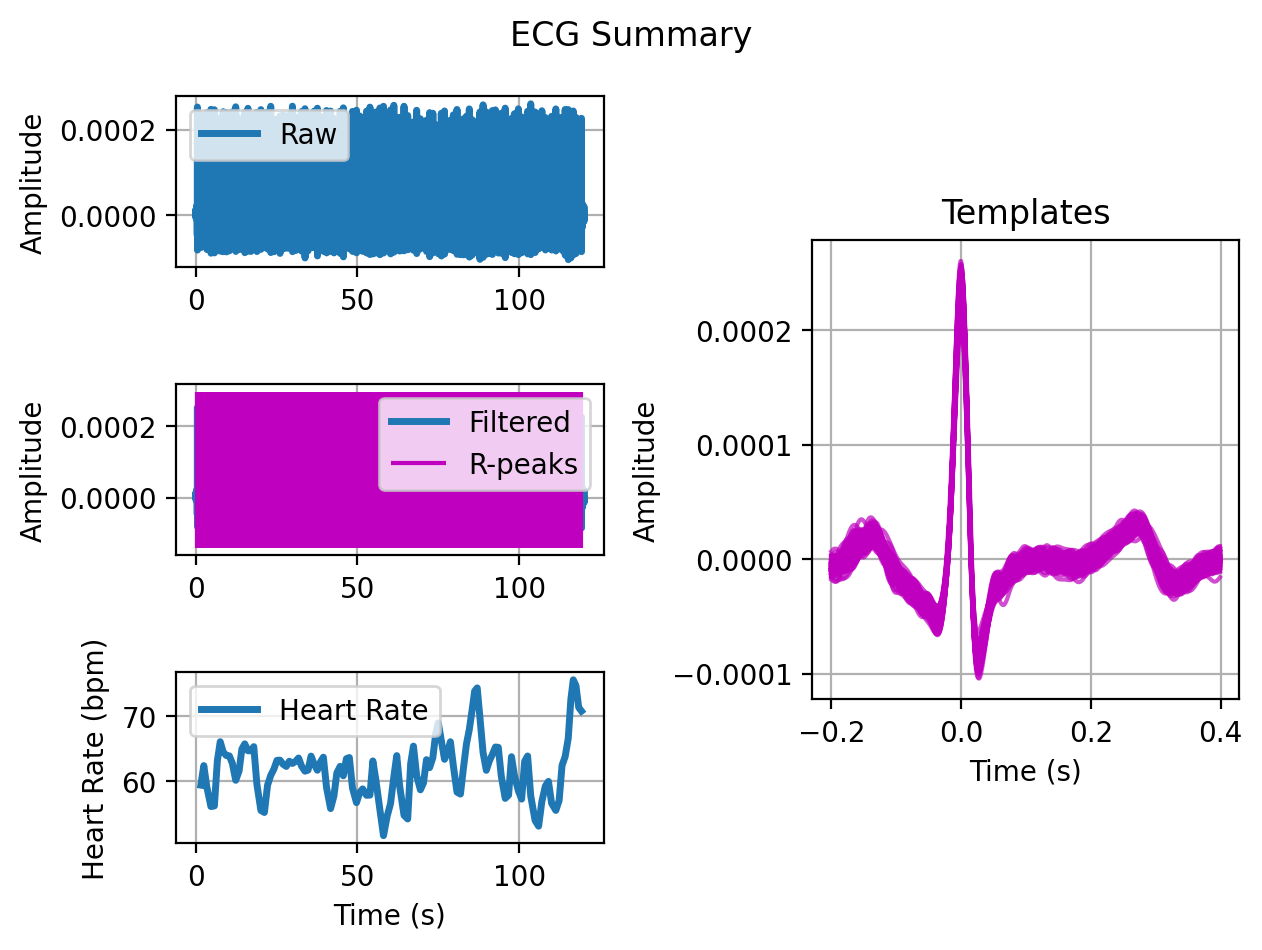 ECG Summary
Amplitude
0.0002
0.0000
Raw
0
50
100
Amplitude
0.0002
0.0000
Filtered
R-peaks
0
50
100
Heart Rate (bpm)
70
60
Heart Rate
0
50
100
Time (s)
Templates
Amplitude
0.0002
0.0001
0.0000
−0.0001
−0.2
0.0
0.2
0.4
Time (s)